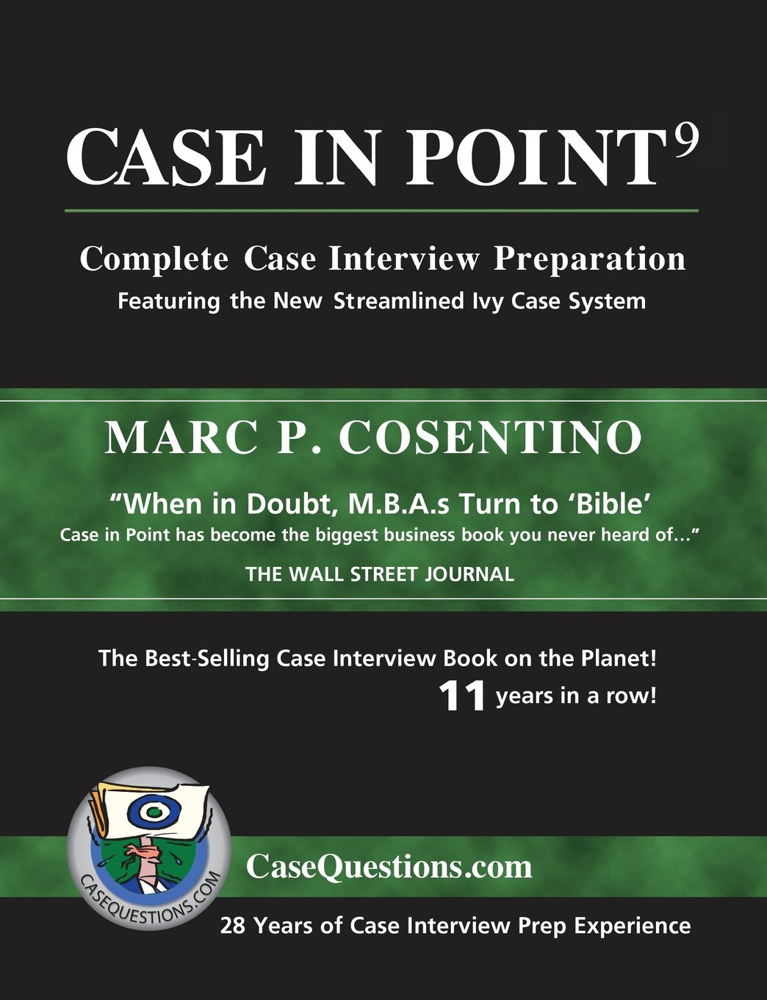 CASE IN POINT⁹
Complete Case Interview Preparation
Featuring the New Streamlined Ivy Case System
MARC P. COSENTINO
“When in Doubt, M.B.A.s Turn to ‘Bible’
Case in Point has become the biggest business book you never heard of...”
THE WALL STREET JOURNAL
The Best-Selling Case Interview Book on the Planet!
11 years in a row!
CASEQUESTIONS.COM
CaseQuestions.com
28 Years of Case Interview Prep Experience